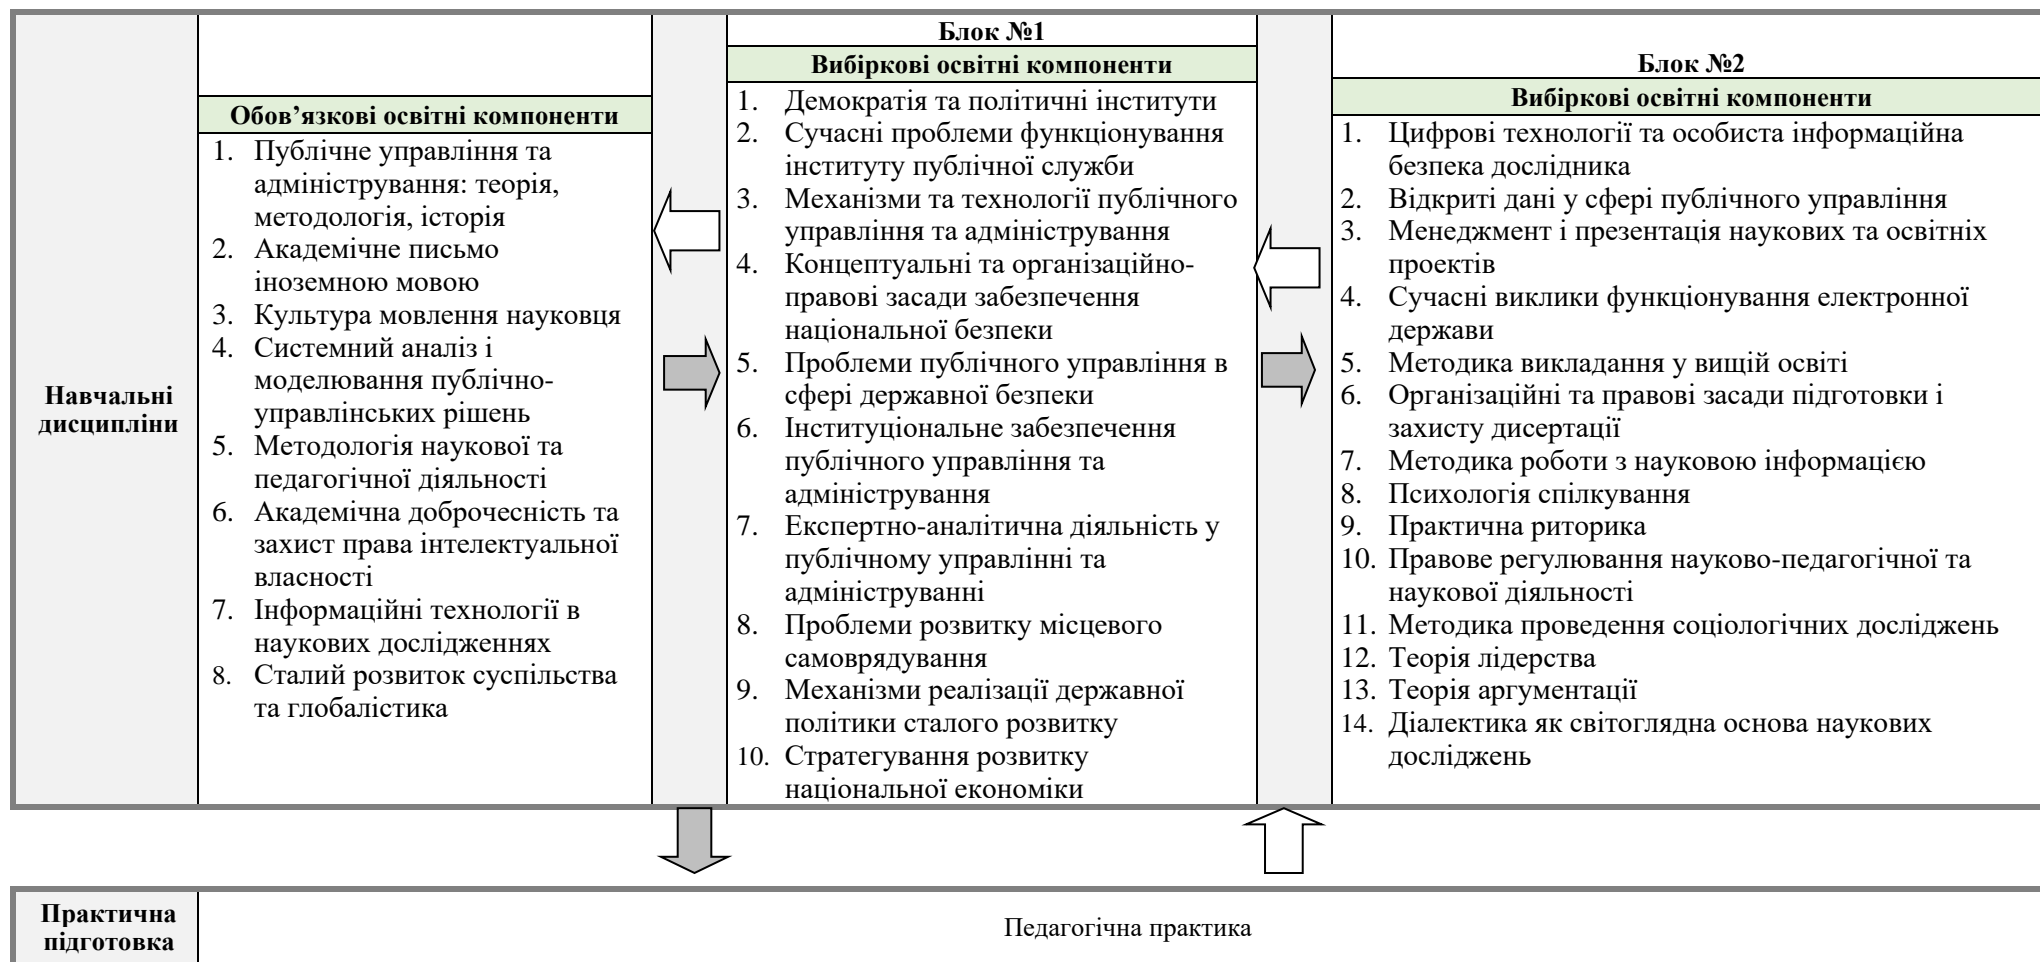 Навчальні
дисципліни
Обов’язкові освітні компоненти
1. Публічне управління та
адміністрування: теорія,
методологія, історія
2. Академічне письмо
іноземною мовою
3. Культура мовлення науковця
4. Системний аналіз і
моделювання публічно-
управлінських рішень
5. Методологія наукової та
педагогічної діяльності
6. Академічна доброчесність та
захист права інтелектуальної
власності
7. Інформаційні технології в
наукових дослідженнях
8. Сталий розвиток суспільства
та глобалістика
Блок №1
Вибіркові освітні компоненти
1. Демократія та політичні інститути
2. Сучасні проблеми функціонування
інституту публічної служби
3. Механізми та технології публічного
управління та адміністрування
4. Концептуальні та організаційно-
правові засади забезпечення
національної безпеки
5. Проблеми публічного управління в
сфері державної безпеки
6. Інституціональне забезпечення
публічного управління та
адміністрування
7. Експертно-аналітична діяльність у
публічному управлінні та
адмініструванні
8. Проблеми розвитку місцевого
самоврядування
9. Механізми реалізації державної
політики сталого розвитку
10. Стратегування розвитку
національної економіки
Блок №2
Вибіркові освітні компоненти
1. Цифрові технології та особиста інформаційна
безпека дослідника
2. Відкриті дані у сфері публічного управління
3. Менеджмент і презентація наукових та освітніх
проектів
4. Сучасні виклики функціонування електронної
держави
5. Методика викладання у вищій освіті
6. Організаційні та правові засади підготовки і
захисту дисертації
7. Методика роботи з науковою інформацією
8. Психологія спілкування
9. Практична риторика
10. Правове регулювання науково-педагогічної та
наукової діяльності
11. Методика проведення соціологічних досліджень
12. Теорія лідерства
13. Теорія аргументації
14. Діалектика як світоглядна основа наукових
досліджень
Практична
підготовка
Педагогічна практика